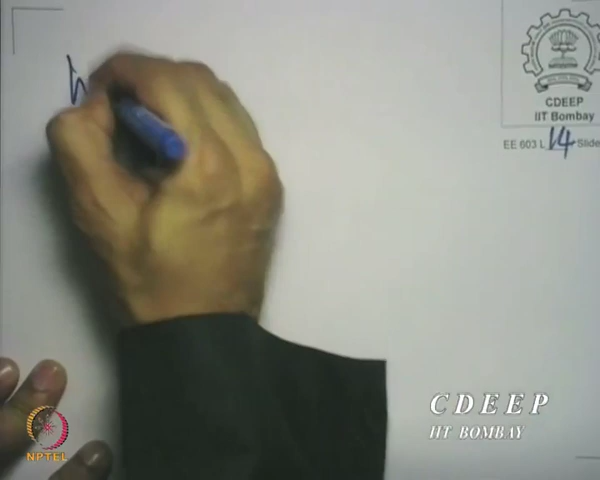 h
CDEEP
IIT Bombay
EE 603 L 14 Slide
CDEEP
IIT BOMBAY
NPTEL